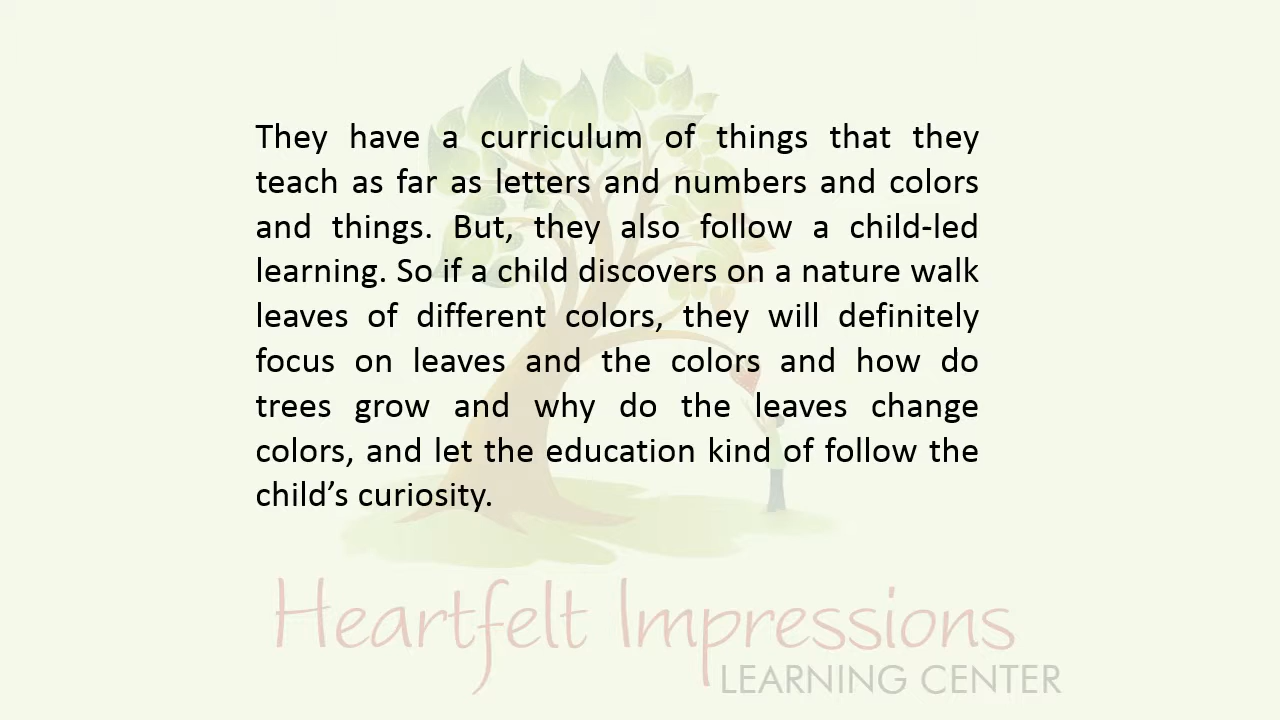 They have a curriculum of things that they
teach as far as letters and numbers and colors
and things. But, they also follow a child-led
learning. So if a child discovers on a nature walk
leaves of different colors, they will definitely
focus on leaves and the colors and how do
trees grow and why do the leaves change
colors, and let the education kind of follow the
child’s curiosity.
Heartfelt Impressions
LEARNING CENTER